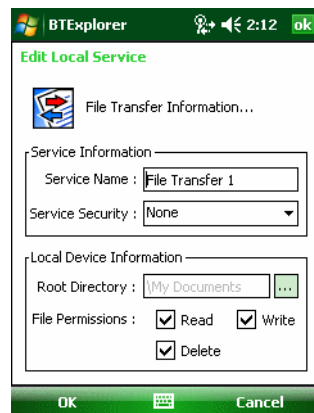 BTExplorer 2:12 ok
Edit Local Service
File Transfer Information...
Service Information
Service Name : File Transfer 1
Service Security : None
Local Device Information
Root Directory : \My Documents ...
File Permissions : Read Write
Delete
OK Cancel